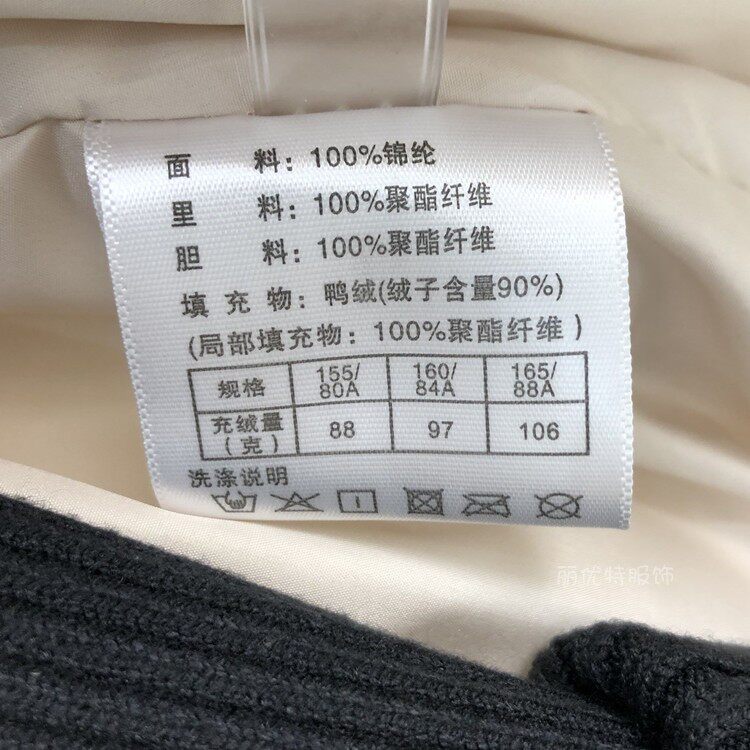 面 料：100%锦纶
里 料：100%聚酯纤维
胆 料：100%聚酯纤维
填 充 物：鸭绒(绒子含量90%)
(局部填充物：100%聚酯纤维)
规格 155/80A 160/84A 165/88A
充绒量(克) 88 97 106
洗涤说明
丽优特服饰